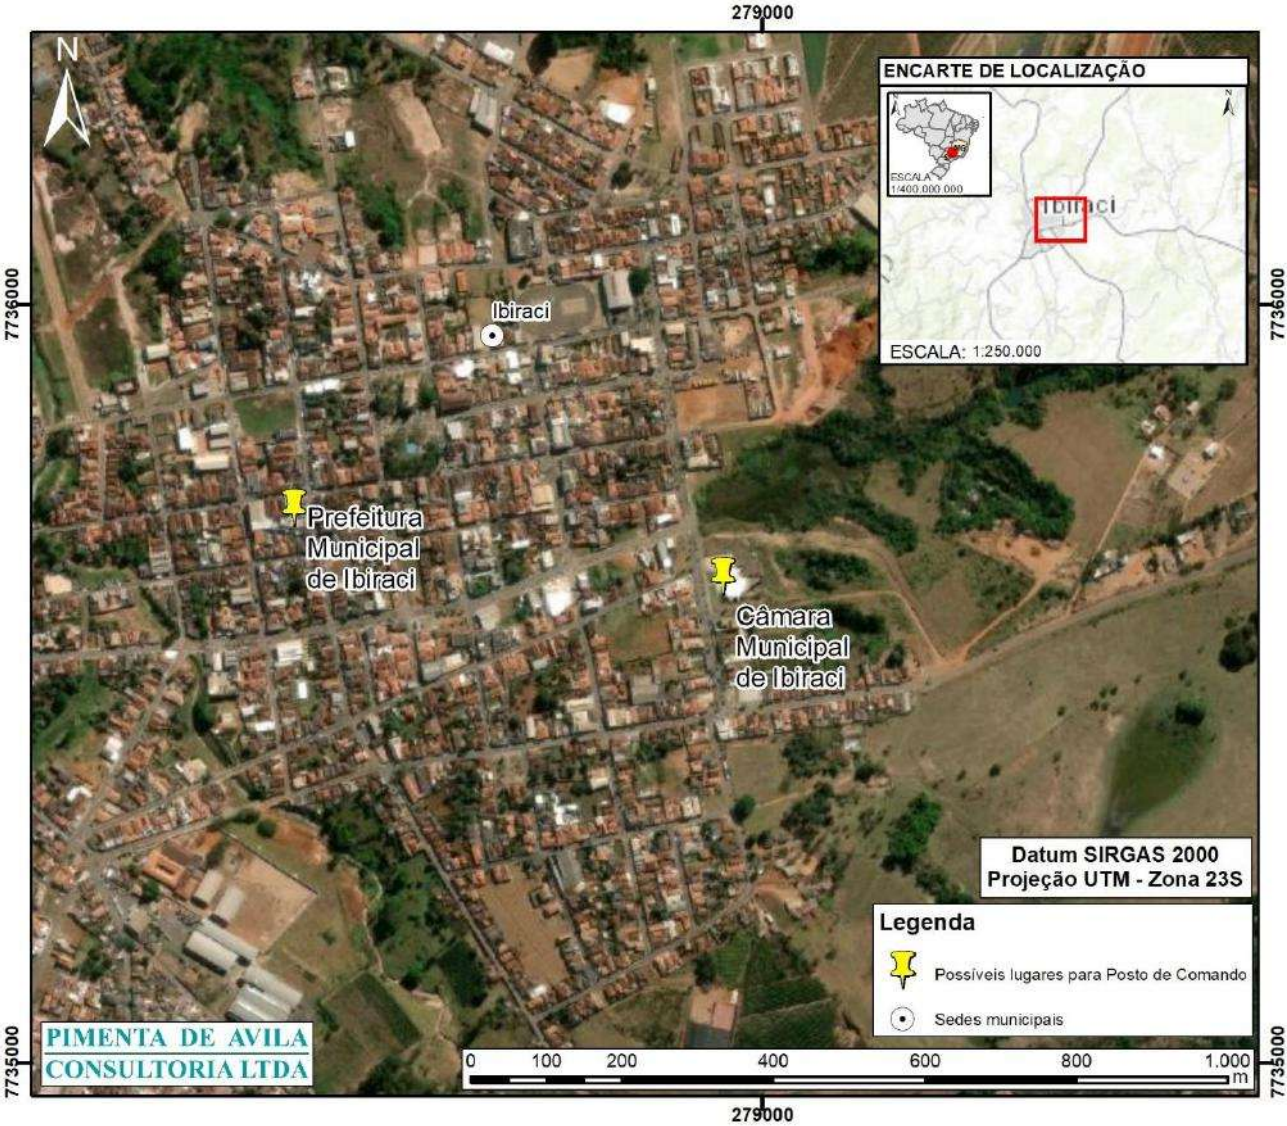 279000
N
ENCARTE DE LOCALIZAÇÃO
N
MG
ESCALA
1/400.000.000
Ibiraci
ESCALA: 1:250.000
7736000
7736000
Ibiraci
Prefeitura
Municipal
de Ibiraci
Câmara
Municipal
de Ibiraci
Datum SIRGAS 2000
Projeção UTM - Zona 23S
Legenda
Possíveis lugares para Posto de Comando
Sedes municipais
PIMENTA DE AVILA
CONSULTORIA LTDA
0 100 200 400 600 800 1.000
m
7735000
7735000
279000